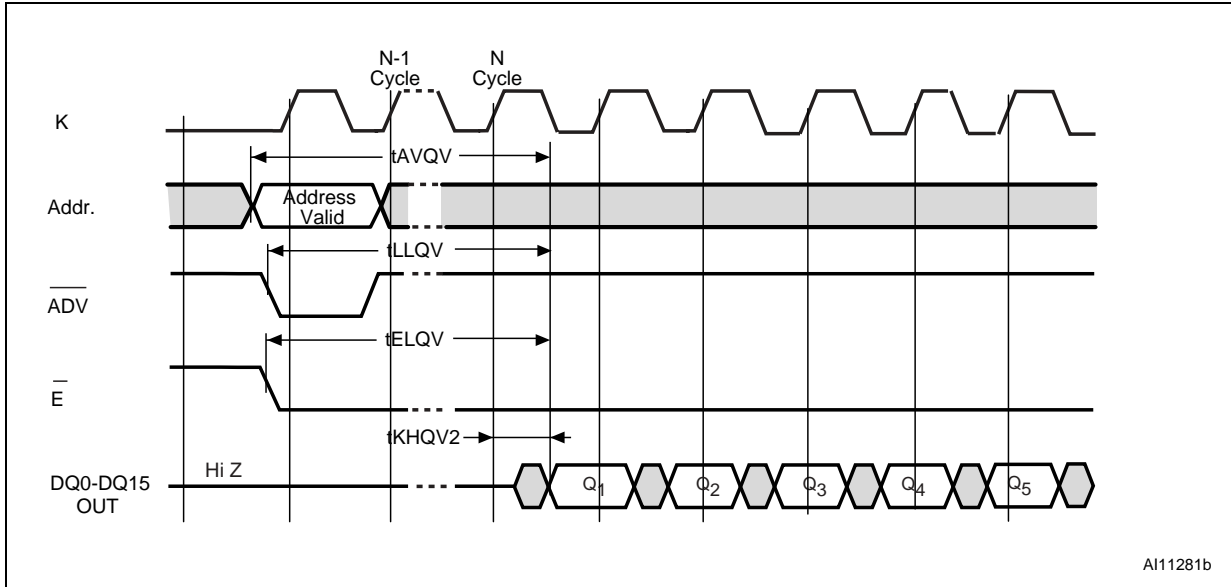 N-1
Cycle
N
Cycle
K
tAVQV
Addr.
Address
Valid
tLLQV
ADV
tELQV
E
tKHQV2
Hi Z
DQ0-DQ15
OUT
Q1
Q2
Q3
Q4
Q5
AI11281b